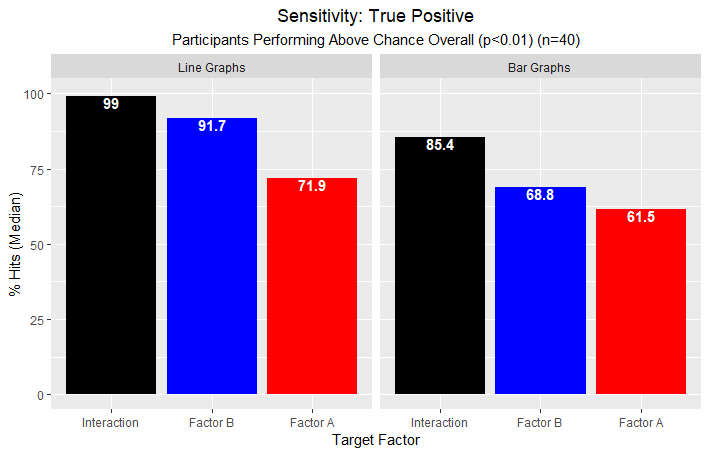 Sensitivity: True Positive
Participants Performing Above Chance Overall (p<0.01) (n=40)
Line Graphs
Bar Graphs
% Hits (Median)
100
75
50
25
0
99
91.7
71.9
85.4
68.8
61.5
Interaction
Factor B
Factor A
Interaction
Factor B
Factor A
Target Factor